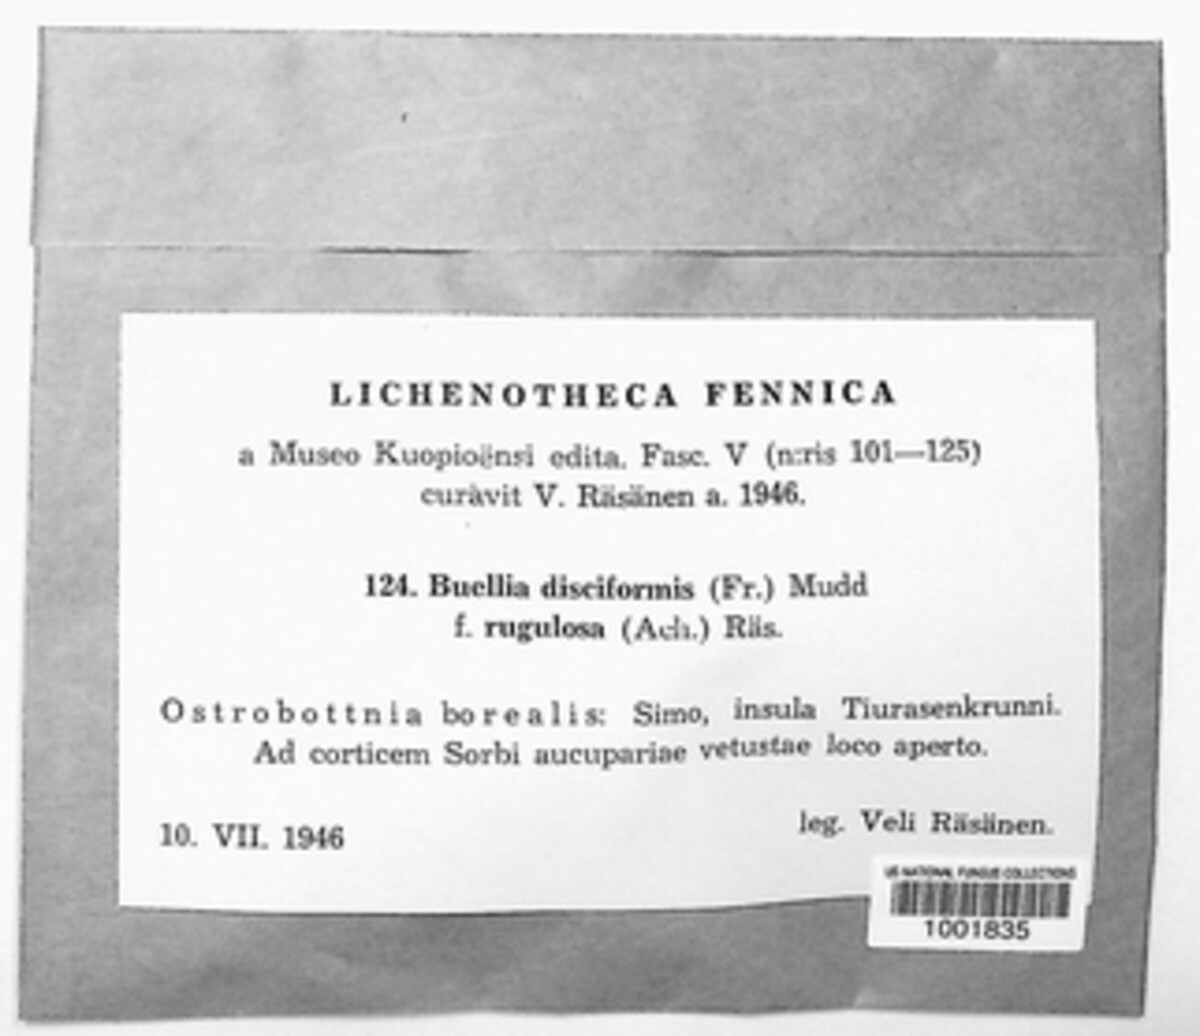 LICHENOTHECA FENNICA
a Museo Kuopioënsi edita. Fasc. V (n:ris 101—125)
curavit V. Räsänen a. 1946.
124. Buellia disciformis (Fr.) Mudd
f. rugulosa (Ach.) Räs.
Ostrobottnia borealis: Simo, insula Tiurasenkrunni.
Ad corticem Sorbi aucupariae vetustae loco aperto.
10. VII. 1946
leg. Veli Räsänen.
US NATIONAL FUNGUS COLLECTIONS
1001835